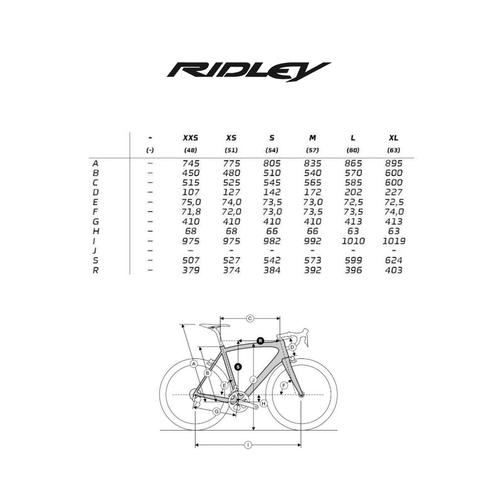 RIDLEY
- XXS XS S M L XL
(-) (48) (51) (54) (57) (60) (63)
A – 745 775 805 835 865 895
B – 450 480 510 540 570 600
C – 515 525 545 565 585 600
D – 107 127 142 172 202 227
E – 75,0 74,0 73,5 73,0 72,5 72,5
F – 71,8 72,0 73,0 73,5 73,5 74,0
G – 410 410 410 410 413 413
H – 68 68 66 66 63 63
I – 975 975 982 992 1010 1019
J – – – – – – –
S – 507 527 542 573 599 624
R – 379 374 384 392 396 403
C
R
D
A
B
S
J
E
F
G
H
I